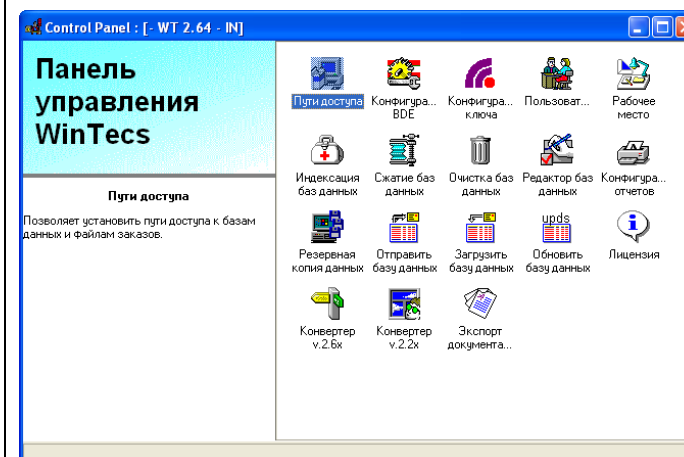 Control Panel : [- WT 2.64 - IN]
Панель
управления
WinTecs
Пути доступа
Позволяет установить пути доступа к базам
данных и файлам заказов.
Пути доступа
Конфигура...
BDE
Конфигура...
ключа
Пользоват...
Рабочее
место
Индексация
баз данных
Сжатие баз
данных
Очистка баз
данных
Редактор баз
данных
Конфигура...
отчетов
Резервная
копия данных
Отправить
базу данных
Загрузить
базу данных
upds
Обновить
базу данных
Лицензия
Конвертер
v.2.6x
Конвертер
v.2.2x
Экспорт
документа...